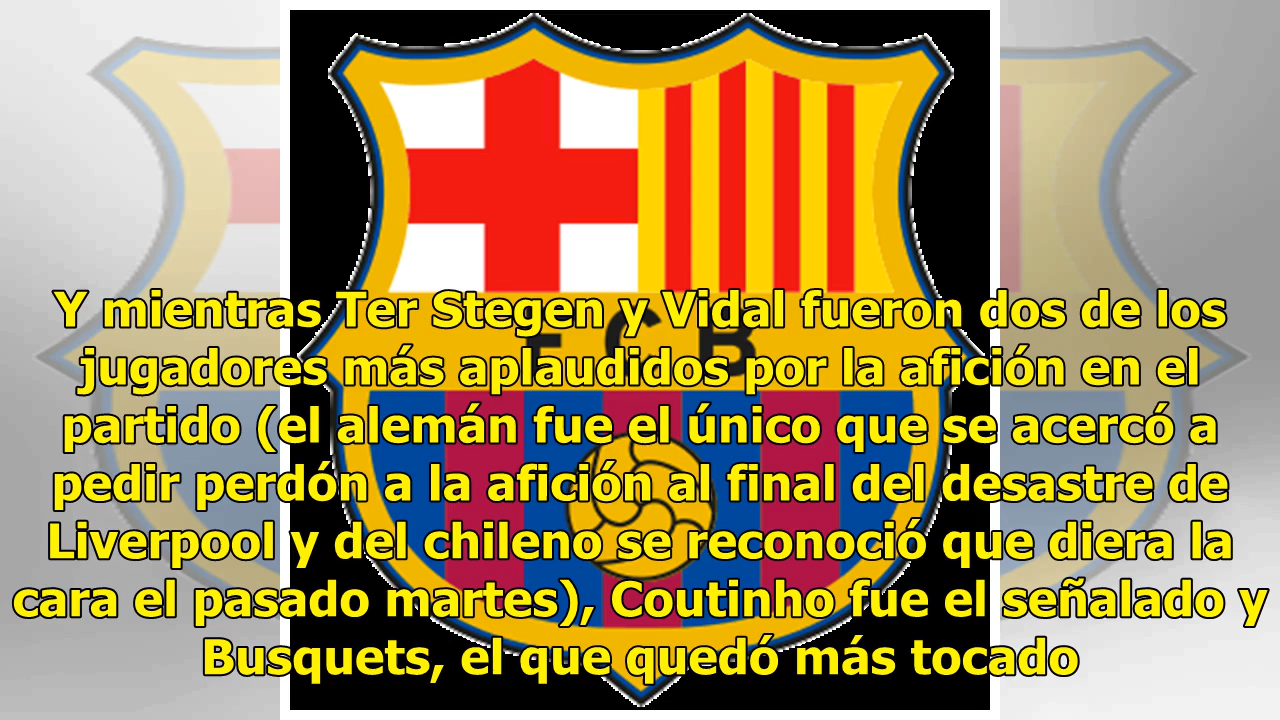 Y mientras Ter Stegen y Vidal fueron dos de los
jugadores más aplaudidos por la afición en el
partido (el alemán fue el único que se acercó a
pedir perdón a la afición al final del desastre de
Liverpool y del chileno se reconoció que diera la
cara el pasado martes), Coutinho fue el señalado y
Busquets, el que quedó más tocado
F C B